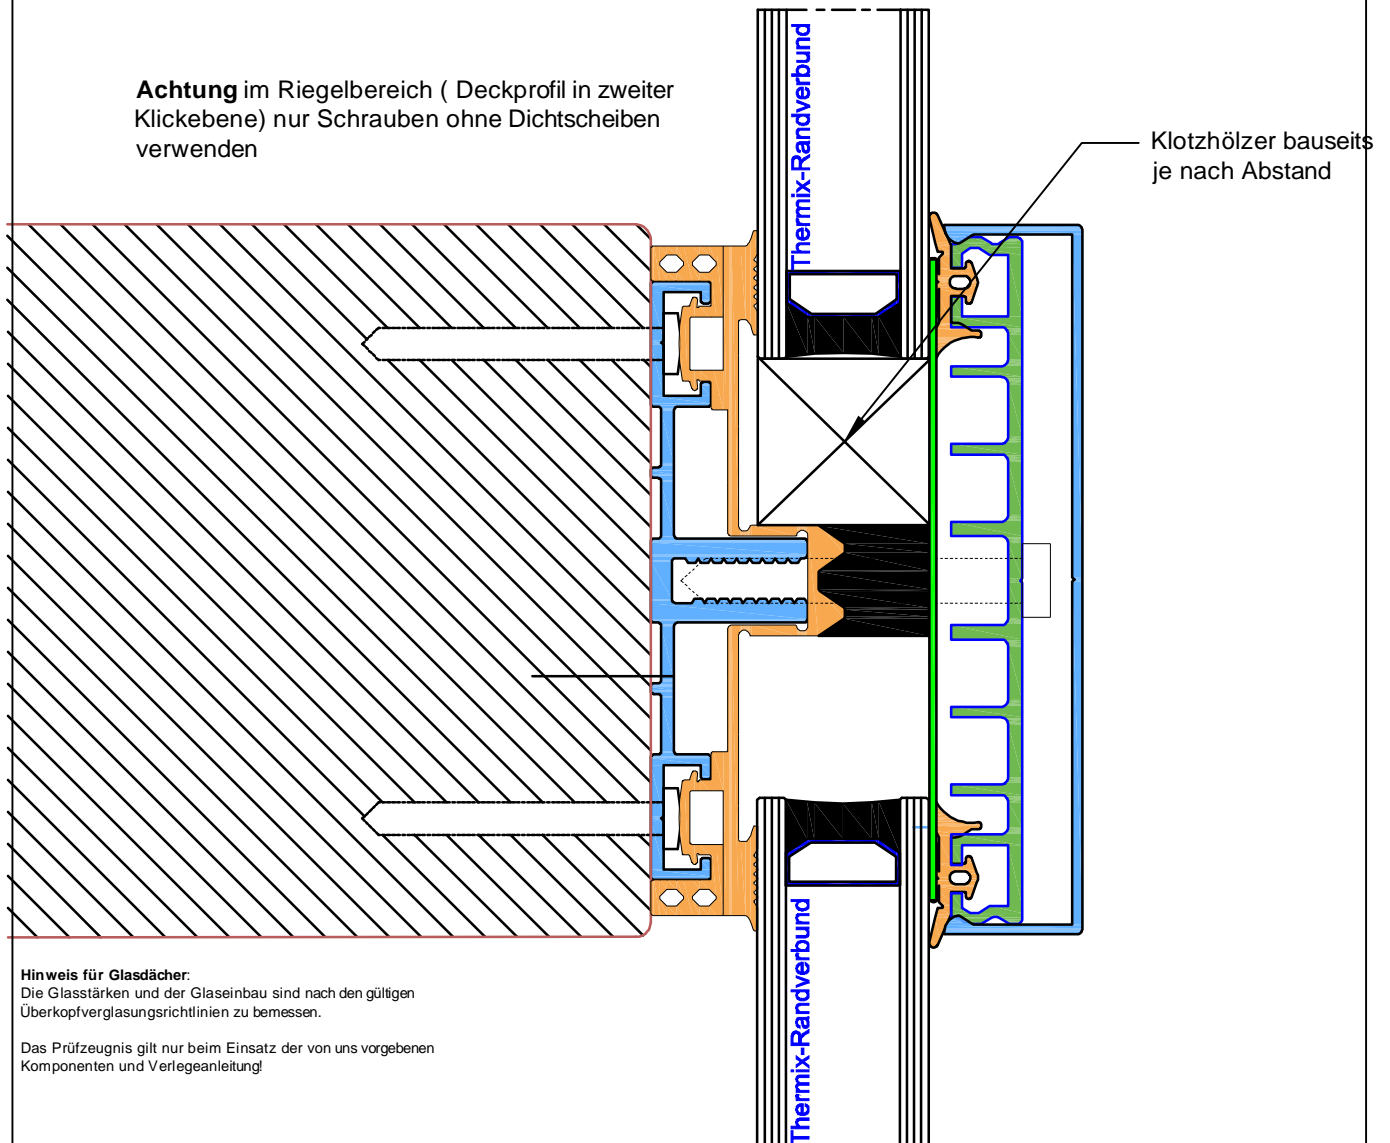 Achtung im Riegelbereich ( Deckprofil in zweiter
Klickebene) nur Schrauben ohne Dichtscheiben
verwenden
Thermix-Randverbund
Klotzhölzer bauseits
je nach Abstand
Hinweis für Glasdächer:
Die Glasstärken und der Glaseinbau sind nach den gültigen
Überkopfverglasungsrichtlinien zu bemessen.
Das Prüfzeugnis gilt nur beim Einsatz der von uns vorgebenen
Komponenten und Verlegeanleitung!
Thermix-Randverbund